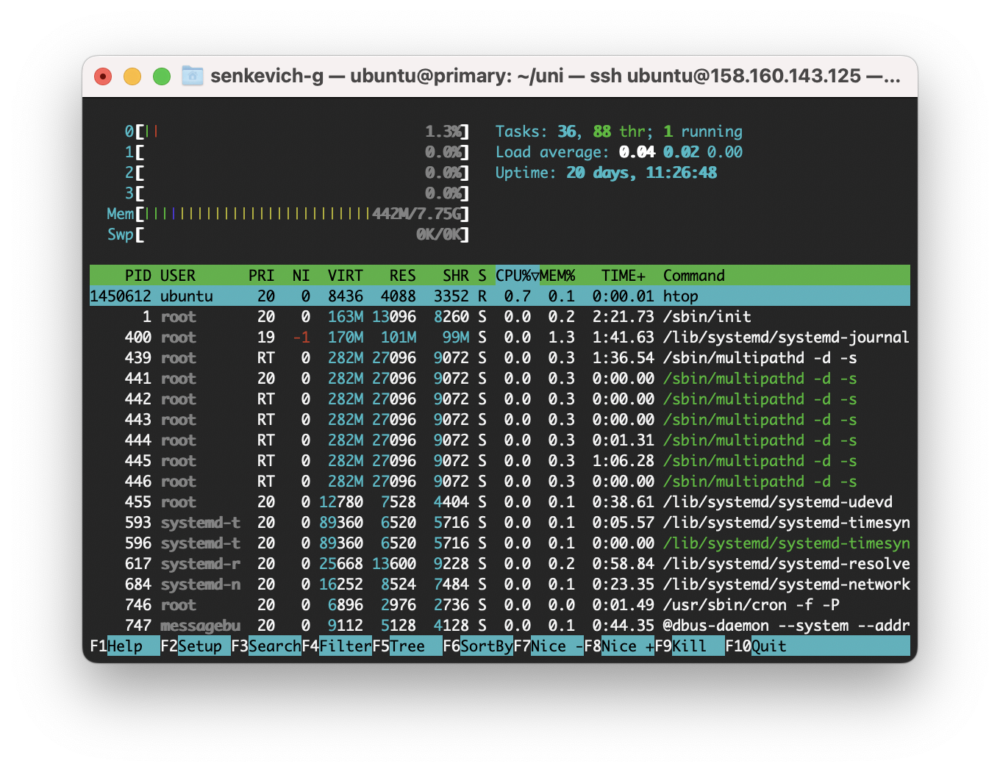 senkevich-g — ubuntu@primary: ~/uni — ssh ubuntu@158.160.143.125 —...
0[|| 1.3%] Tasks: 36, 88 thr; 1 running
1[ 0.0%] Load average: 0.04 0.02 0.00
2[ 0.0%] Uptime: 20 days, 11:26:48
3[ 0.0%]
Mem[||||||||||||||||||||||||||442M/7.75G]
Swp[ 0K/0K]
PID USER PRI NI VIRT RES SHR S CPU%▽MEM% TIME+ Command
1450612 ubuntu 20 0 8436 4088 3352 R 0.7 0.1 0:00.01 htop
1 root 20 0 163M 13096 8260 S 0.0 0.2 2:21.73 /sbin/init
400 root 19 -1 170M 101M 99M S 0.0 1.3 1:41.63 /lib/systemd/systemd-journal
439 root RT 0 282M 27096 9072 S 0.0 0.3 1:36.54 /sbin/multipathd -d -s
441 root 20 0 282M 27096 9072 S 0.0 0.3 0:00.00 /sbin/multipathd -d -s
442 root RT 0 282M 27096 9072 S 0.0 0.3 0:00.00 /sbin/multipathd -d -s
443 root RT 0 282M 27096 9072 S 0.0 0.3 0:00.00 /sbin/multipathd -d -s
444 root RT 0 282M 27096 9072 S 0.0 0.3 0:01.31 /sbin/multipathd -d -s
445 root RT 0 282M 27096 9072 S 0.0 0.3 1:06.28 /sbin/multipathd -d -s
446 root RT 0 282M 27096 9072 S 0.0 0.3 0:00.00 /sbin/multipathd -d -s
455 root 20 0 12780 7528 4404 S 0.0 0.1 0:38.61 /lib/systemd/systemd-udevd
593 systemd-t 20 0 89360 6520 5716 S 0.0 0.1 0:05.57 /lib/systemd/systemd-timesyn
596 systemd-t 20 0 89360 6520 5716 S 0.0 0.1 0:00.00 /lib/systemd/systemd-timesyn
617 systemd-r 20 0 25668 13600 9228 S 0.0 0.2 0:58.84 /lib/systemd/systemd-resolve
684 systemd-n 20 0 16252 8524 7484 S 0.0 0.1 0:23.35 /lib/systemd/systemd-network
746 root 20 0 6896 2976 2736 S 0.0 0.0 0:01.49 /usr/sbin/cron -f -P
747 messagebu 20 0 9112 5128 4128 S 0.0 0.1 0:44.35 @dbus-daemon --system --addr
F1Help F2Setup F3SearchF4FilterF5Tree F6SortByF7Nice -F8Nice +F9Kill F10Quit